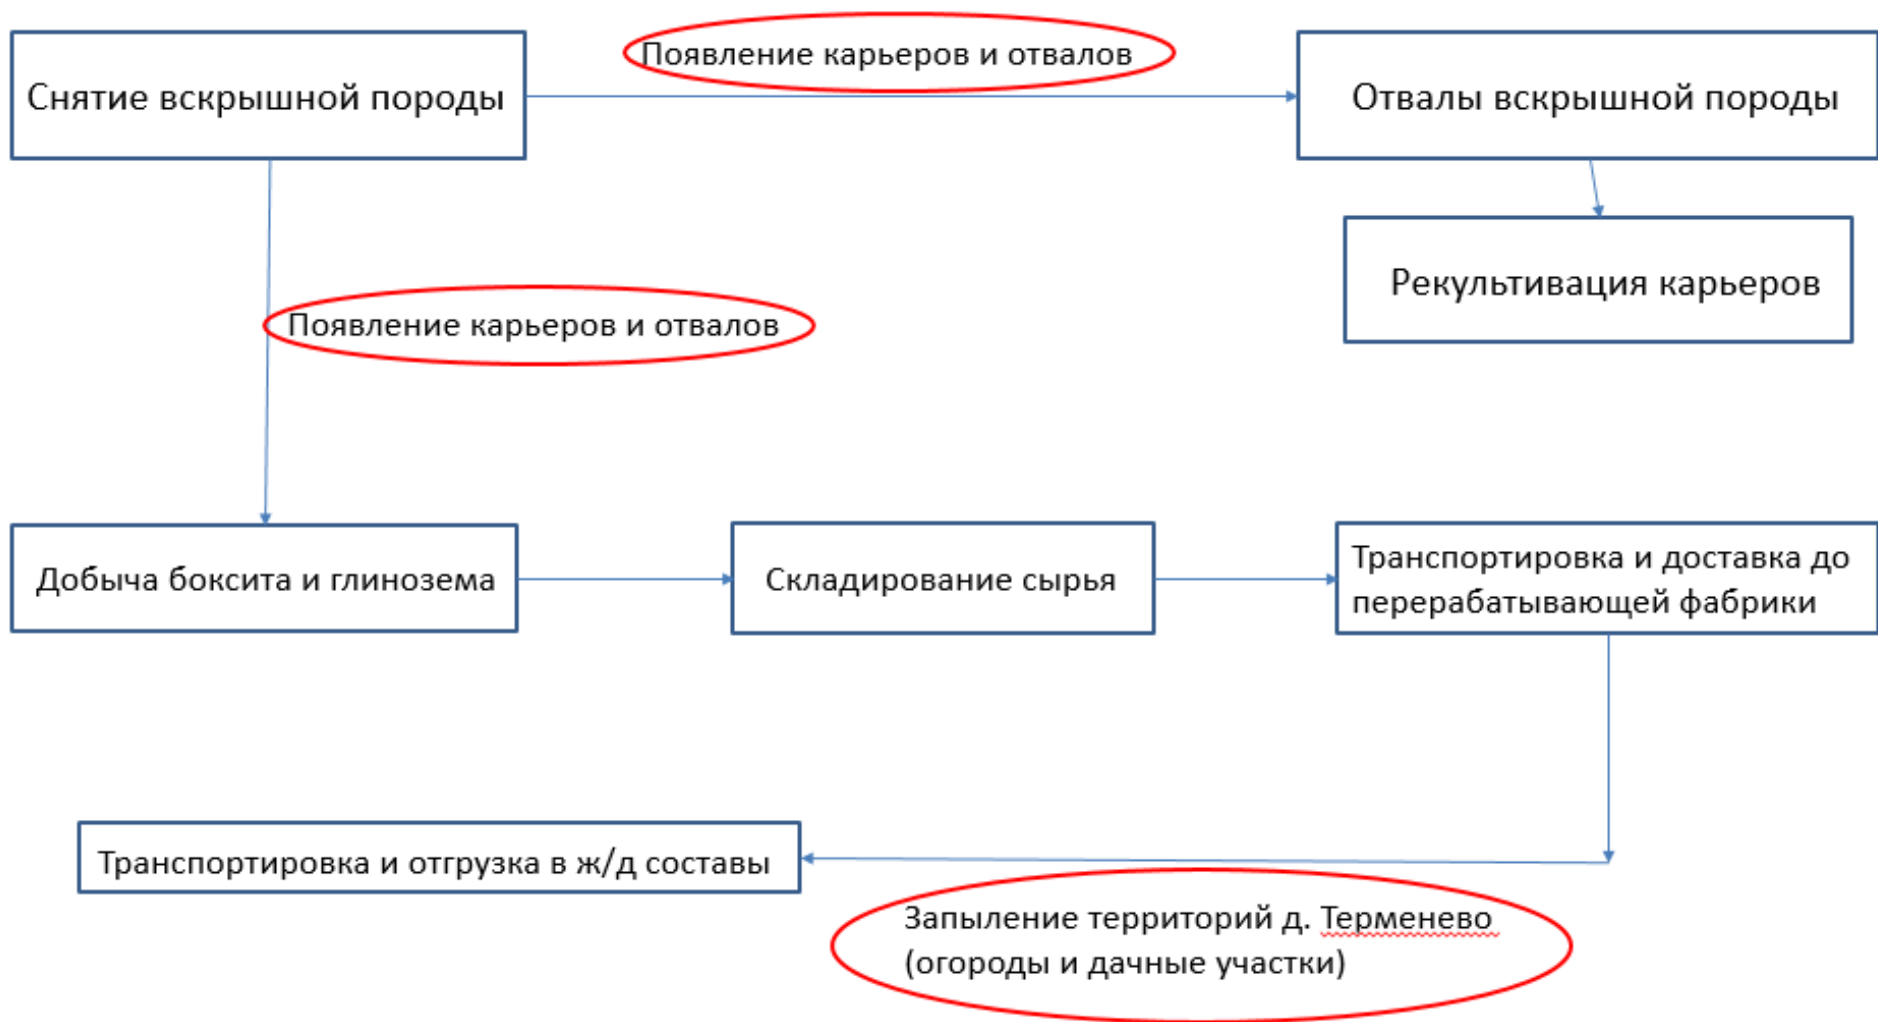 Появление карьеров и отвалов
Снятие вскрышной породы
Отвалы вскрышной породы
Рекультивация карьеров
Появление карьеров и отвалов
Добыча боксита и глинозема
Складирование сырья
Транспортировка и доставка до
перерабатывающей фабрики
Транспортировка и отгрузка в ж/д составы
Запыление территорий д. Терменево
(огороды и дачные участки)